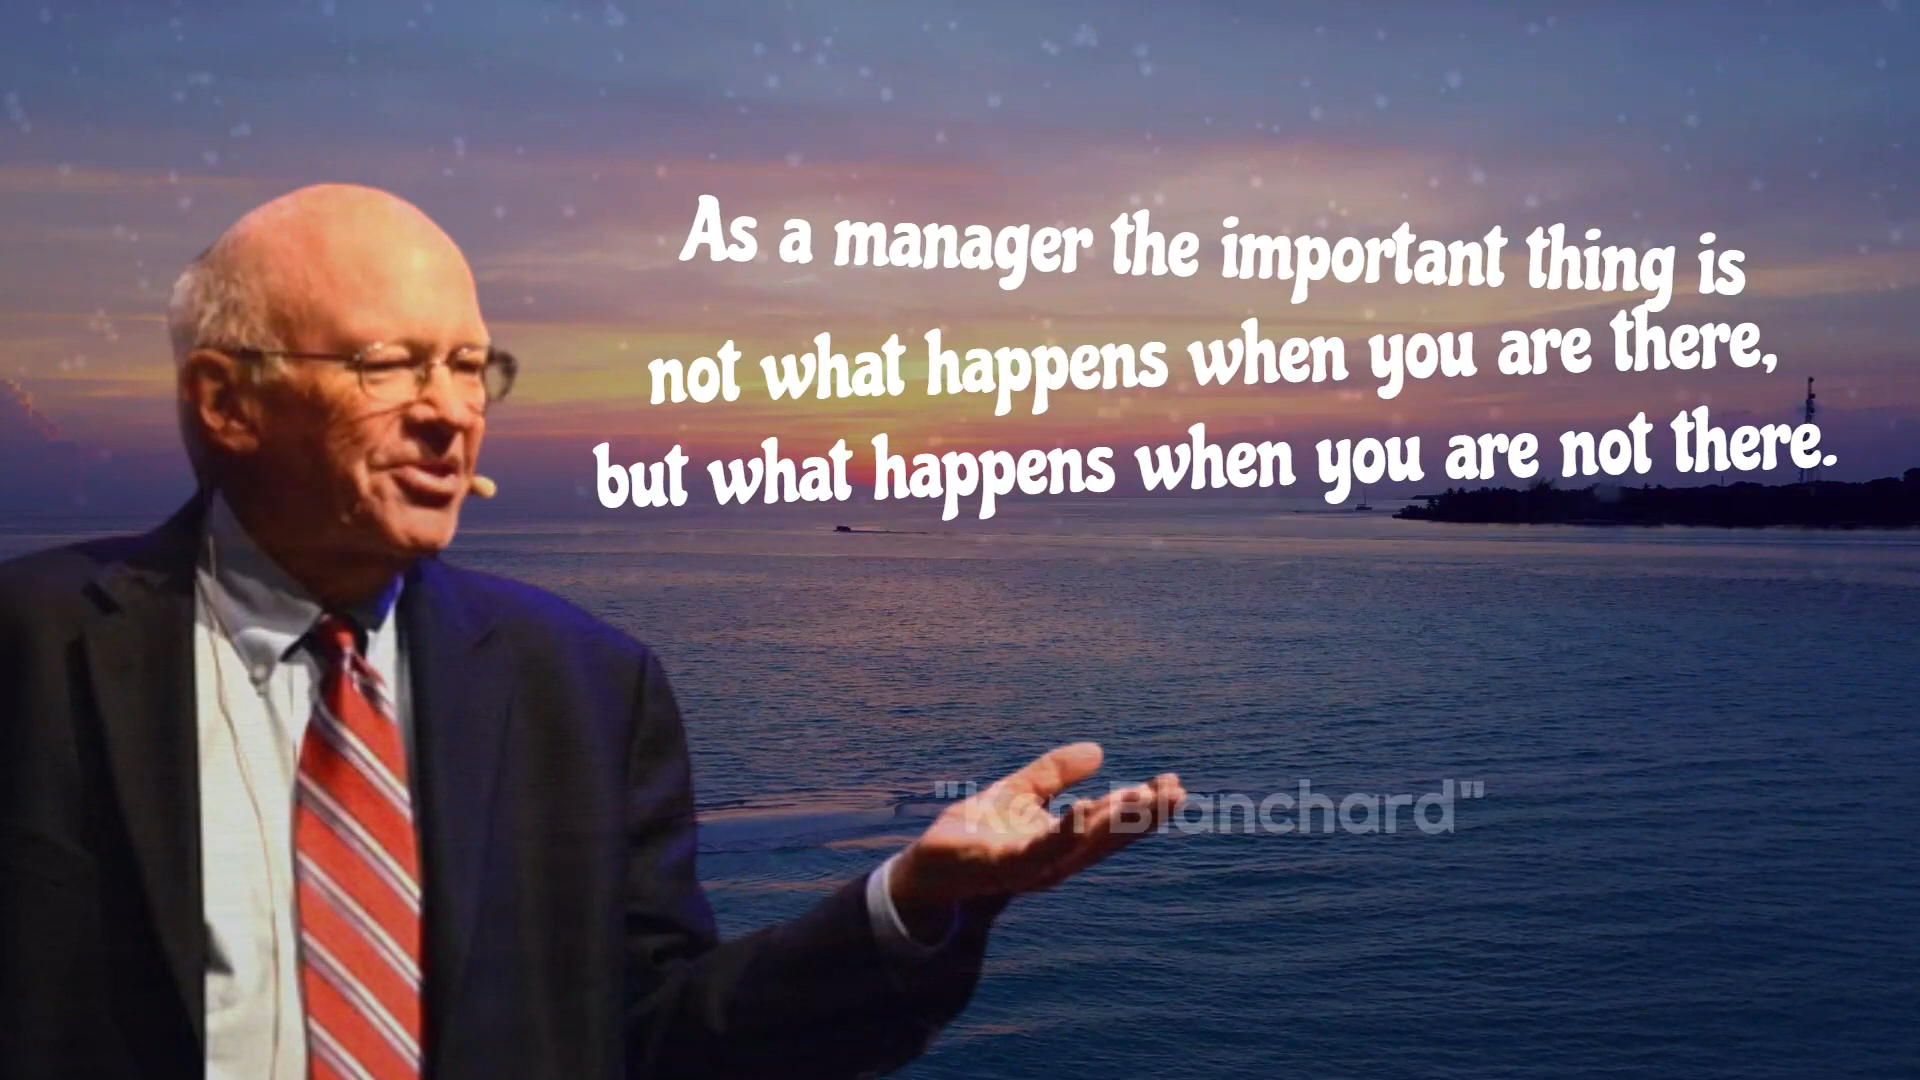 As a manager the important thing is
not what happens when you are there,
but what happens when you are not there.
"Ken Blanchard"